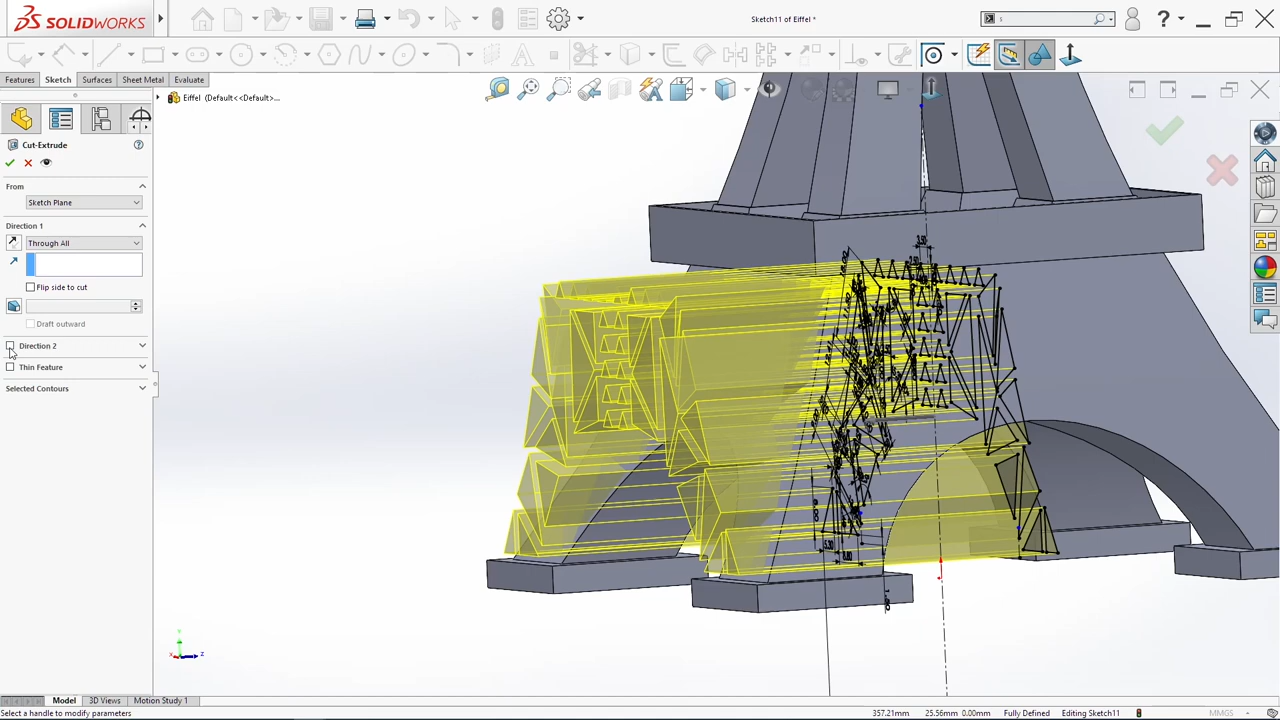 SOLIDWORKS
Sketch11 of Eiffel *
s
Features
Sketch
Surfaces
Sheet Metal
Evaluate
Eiffel (Default<<Default>...
Cut-Extrude
From
Sketch Plane
Direction 1
Through All
Flip side to cut
Draft outward
Direction 2
Thin Feature
Selected Contours
Model
3D Views
Motion Study 1
Select a handle to modify parameters
357.21mm
25.56mm 0.00mm
Fully Defined
Editing Sketch11
MMGS